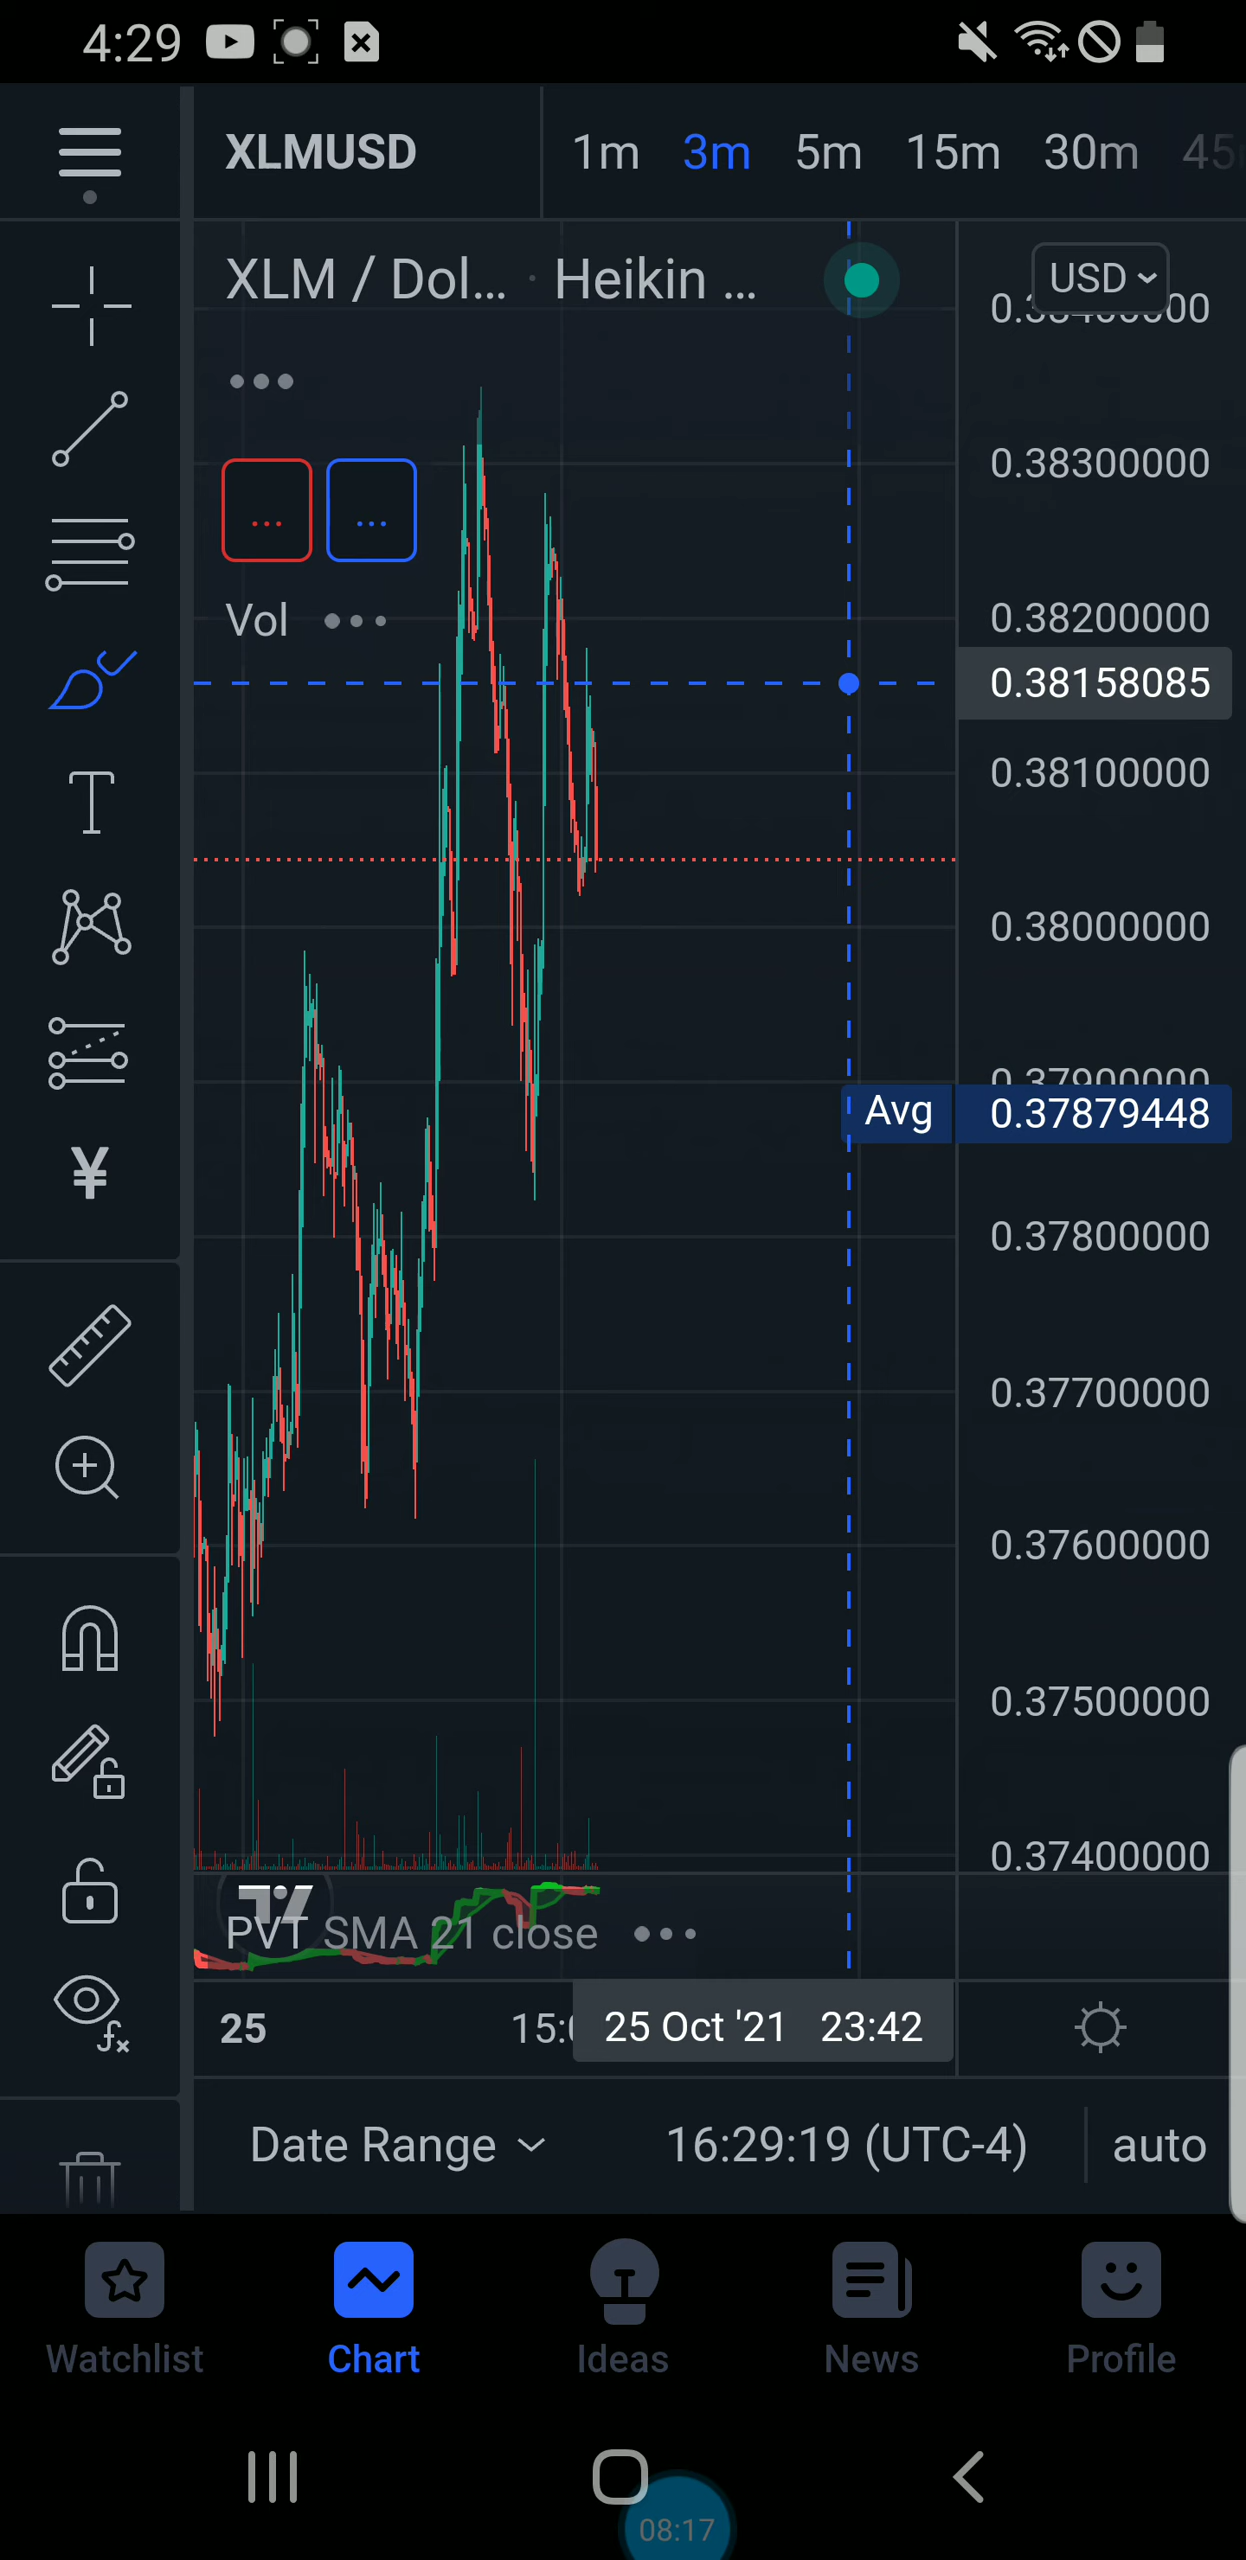 4:29
XLMUSD 1m 3m 5m 15m 30m 45
XLM / Dol... · Heikin ... USD
0.38300000
Vol
0.38200000
0.38158085
0.38100000
0.38000000
0.37900000
Avg 0.37879448
0.37800000
0.37700000
0.37600000
0.37500000
0.37400000
PVT SMA 21 close
25 25 Oct '21 23:42
Date Range 16:29:19 (UTC-4) auto
Watchlist Chart Ideas News Profile
08:17